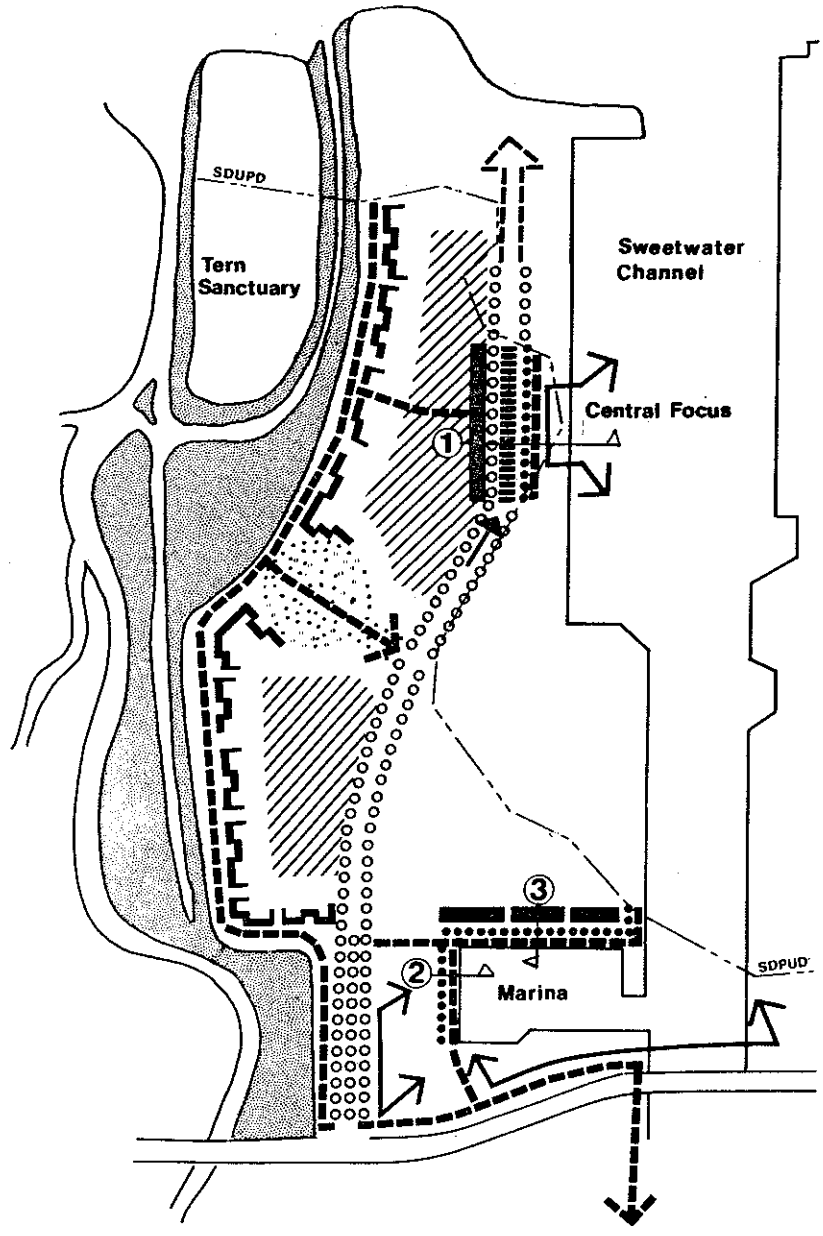 SDUPD
Tern
Sanctuary
Sweetwater
Channel
Central Focus
1
3
2
Marina
SDPUD